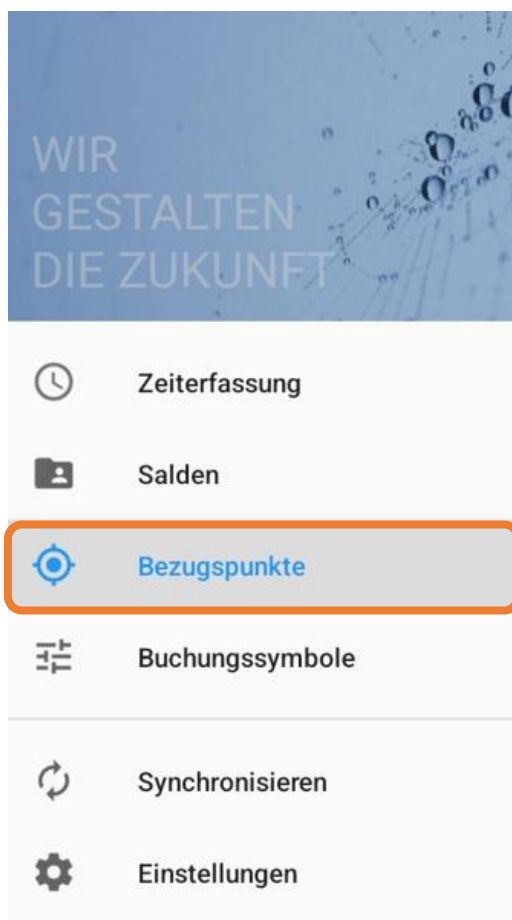 WIR
GESTALTEN
DIE ZUKUNFT
Zeiterfassung
Salden
Bezugspunkte
Buchungssymbole
Synchronisieren
Einstellungen